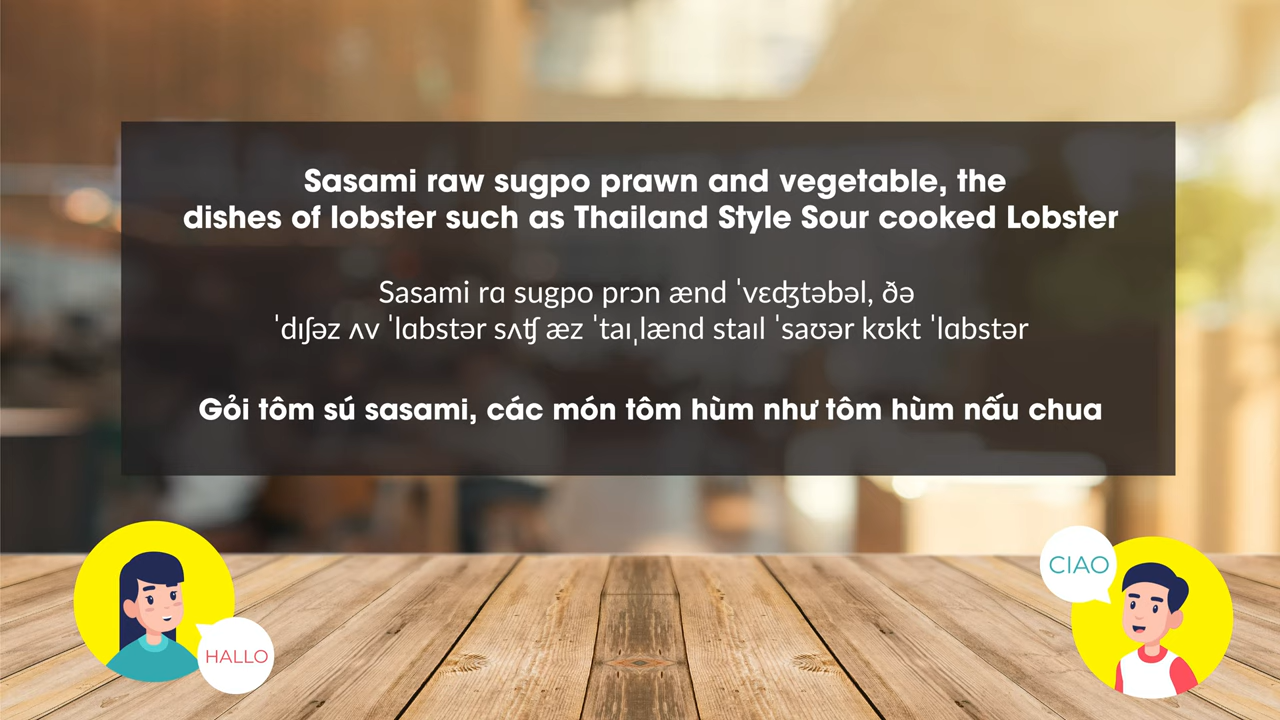 Sasami raw sugpo prawn and vegetable, the
dishes of lobster such as Thailand Style Sour cooked Lobster
Sasami rɑ sugpo prɔn ænd ˈvɛʤtəbəl, ðə
ˈdɪʃəz ʌv ˈlɑbstər sʌʧ æz ˈtaɪˌlænd staɪl ˈsaʊər kʊkt ˈlɑbstər
Gỏi tôm sú sasami, các món tôm hùm như tôm hùm nấu chua
CIAO
HALLO